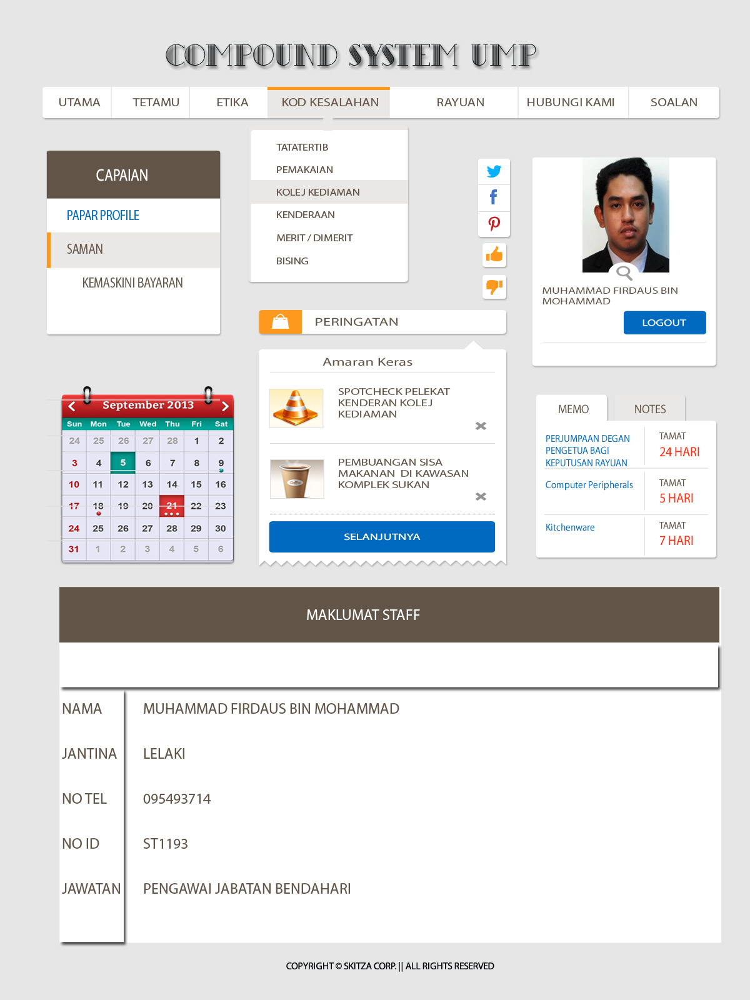 COMPOUND SYSTEM UMP
UTAMA TETAMU ETIKA KOD KESALAHAN RAYUAN HUBUNGI KAMI SOALAN
TATATERTIB
PEMAKAIAN
KOLEJ KEDIAMAN
KENDERAAN
MERIT / DIMERIT
BISING
CAPAIAN
PAPAR PROFILE
SAMAN
KEMASKINI BAYARAN
MUHAMMAD FIRDAUS BIN
MOHAMMAD
LOGOUT
PERINGATAN
Amaran Keras
SPOTCHECK PELEKAT
KENDERAN KOLEJ
KEDIAMAN
PEMBUANGAN SISA
MAKANAN DI KAWASAN
KOMPLEK SUKAN
SELANJUTNYA
September 2013
Sun Mon Tue Wed Thu Fri Sat
24 25 26 27 28 1 2
3 4 5 6 7 8 9
10 11 12 13 14 15 16
17 18 19 20 21 22 23
24 25 26 27 28 29 30
31 1 2 3 4 5 6
MEMO NOTES
PERJUMPAAN DEGAN
PENGETUA BAGI
KEPUTUSAN RAYUAN
TAMAT
24 HARI
Computer Peripherals
TAMAT
5 HARI
Kitchenware
TAMAT
7 HARI
MAKLUMAT STAFF
NAMA MUHAMMAD FIRDAUS BIN MOHAMMAD
JANTINA LELAKI
NO TEL 095493714
NO ID ST1193
JAWATAN PENGAWAI JABATAN BENDAHARI
COPYRIGHT © SKITZA CORP. || ALL RIGHTS RESERVED